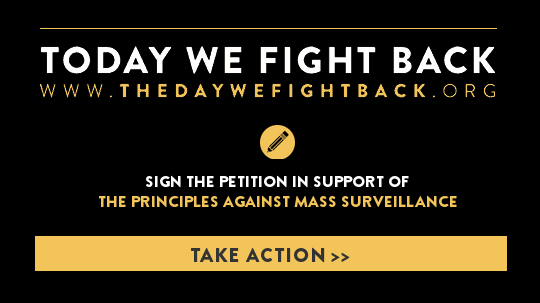 TODAY WE FIGHT BACK
WWW.THEDAYWEFIGHTBACK.ORG
SIGN THE PETITION IN SUPPORT OF
THE PRINCIPLES AGAINST MASS SURVEILLANCE
TAKE ACTION >>